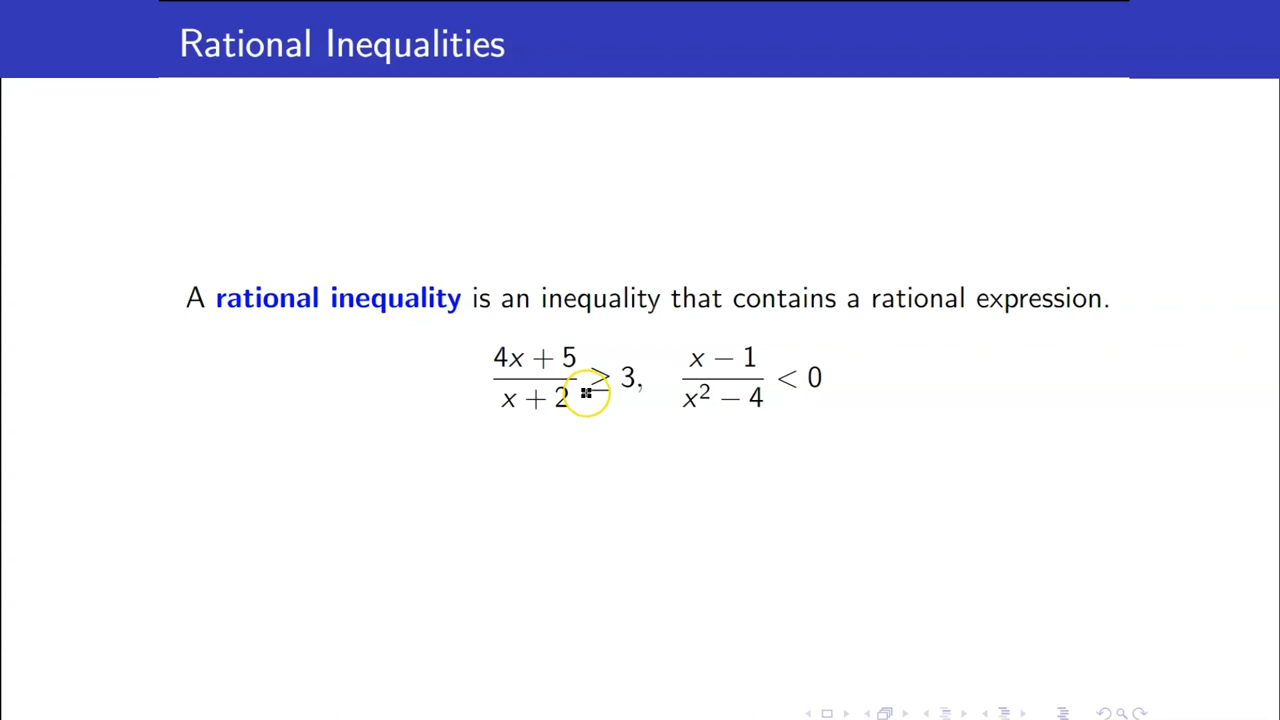 Rational Inequalities
A rational inequality is an inequality that contains a rational expression.
(4x + 5)/(x + 2) ≥ 3, (x − 1)/(x² − 4) < 0